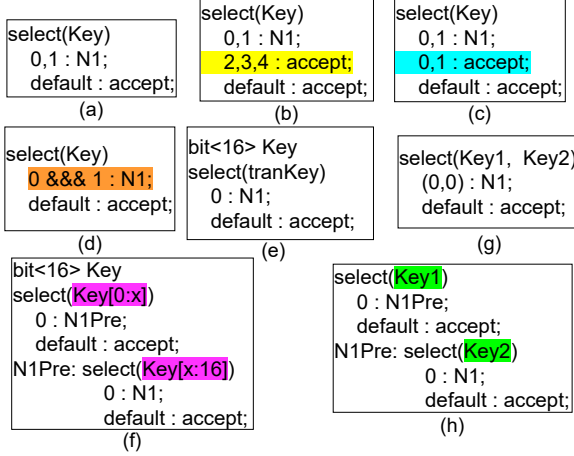 select(Key)
0,1 : N1;
default : accept;
(a)
select(Key)
0,1 : N1;
2,3,4 : accept;
default : accept;
(b)
select(Key)
0,1 : N1;
0,1 : accept;
default : accept;
(c)
select(Key)
0 &&& 1 : N1;
default : accept;
(d)
bit<16> Key
select(tranKey)
0 : N1;
default : accept;
(e)
select(Key1, Key2)
(0,0) : N1;
default : accept;
(g)
bit<16> Key
select(Key[0:x])
0 : N1Pre;
default : accept;
N1Pre: select(Key[x:16])
0 : N1;
default : accept;
(f)
select(Key1)
0 : N1Pre;
default : accept;
N1Pre: select(Key2)
0 : N1;
default : accept;
(h)